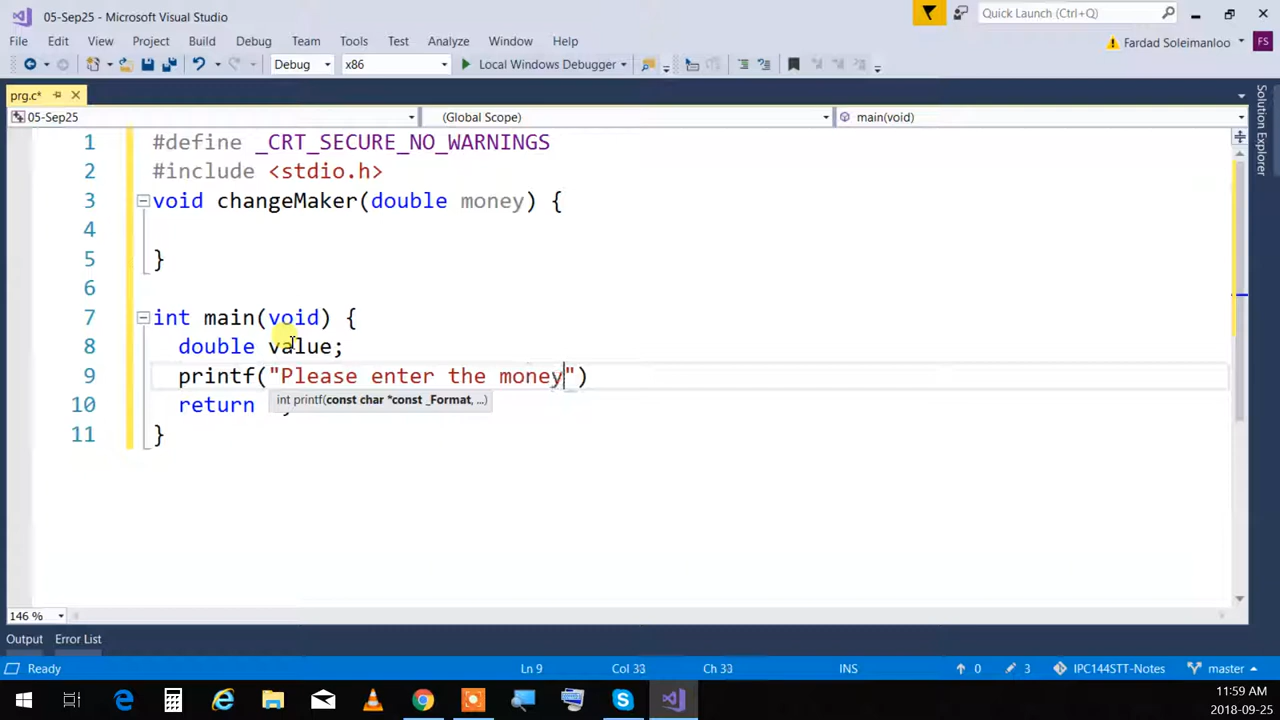 05-Sep25 - Microsoft Visual Studio
Quick Launch (Ctrl+Q)
File Edit View Project Build Debug Team Tools Test Analyze Window Help
Fardad Soleimanloo FS
Debug x86 Local Windows Debugger
prg.c*
05-Sep25 (Global Scope) main(void)
Solution Explorer
1 #define _CRT_SECURE_NO_WARNINGS
2 #include <stdio.h>
3 void changeMaker(double money) {
4
5 }
6
7 int main(void) {
8 double value;
9 printf("Please enter the money")
int printf(const char *const _Format, ...)
10 return
11 }
146 %
Output Error List
Ready Ln 9 Col 33 Ch 33 INS 0 3 IPC144STT-Notes master
11:59 AM
2018-09-25